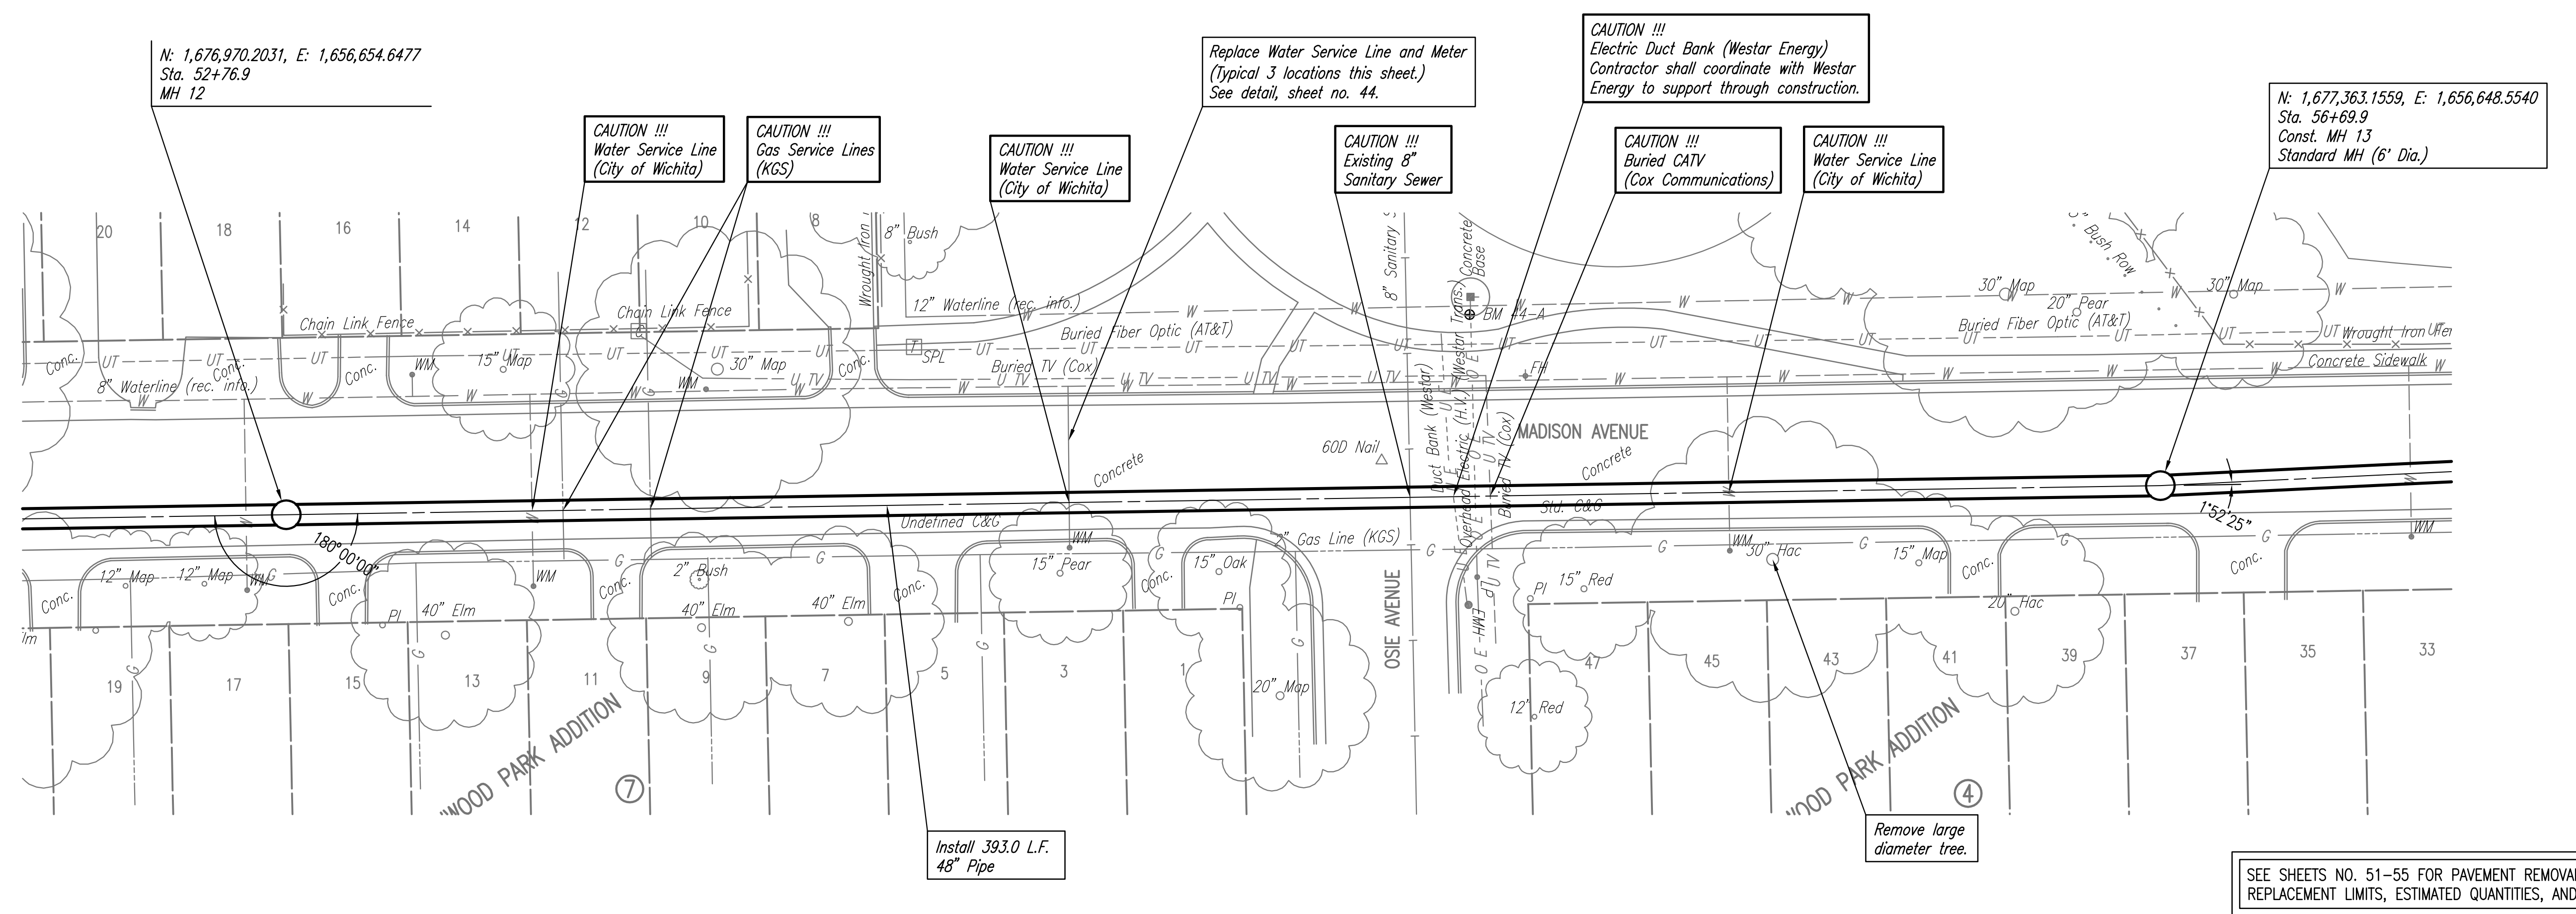 N: 1,676,970.2031, E: 1,656,654.6477
Sta. 52+76.9
MH 12
CAUTION !!!
Water Service Line
(City of Wichita)
CAUTION !!!
Gas Service Lines
(KGS)
CAUTION !!!
Water Service Line
(City of Wichita)
Replace Water Service Line and Meter
(Typical 3 locations this sheet.)
See detail, sheet no. 44.
CAUTION !!!
Existing 8"
Sanitary Sewer
CAUTION !!!
Electric Duct Bank (Westar Energy)
Contractor shall coordinate with Westar
Energy to support through construction.
CAUTION !!!
Buried CATV
(Cox Communications)
CAUTION !!!
Water Service Line
(City of Wichita)
N: 1,677,363.1559, E: 1,656,648.5540
Sta. 56+69.9
Const. MH 13
Standard MH (6' Dia.)
20
18
16
14
12
10
8
Wrought Iron
8" Bush
8" Sanitary
Concrete
Base
5" Bush Row
12" Waterline (rec. info.)
BM 44-A
30" Map
20" Pear
30" Map
Chain Link Fence
Chain Link Fence
Buried Fiber Optic (AT&T)
Buried Fiber Optic (AT&T)
Wrought Iron
Concrete Sidewalk
Conc.
Conc.
Conc.
WM
15" Map
WM
30" Map
Conc.
T
SPL
Buried TV (Cox)
FH
8" Waterline (rec. info.)
Duct Bank (Westar)
Overhead Electric (H.V.) (Westar Trans.)
Buried TV (Cox)
MADISON AVENUE
60D Nail
Concrete
Concrete
180°00'00"
Undefined C&G
Std. C&G
1°52'25"
2" Gas Line (KGS)
12" Map
12" Map
WM
WM
2" Bush
WM
15" Pear
15" Oak
WM
30" Hac
15" Map
WM
Conc.
Conc.
Conc.
Conc.
Conc.
Conc.
Conc.
40" Elm
40" Elm
40" Elm
PI
PI
PI
15" Red
20" Hac
lm
OSIE AVENUE
EMH
19
17
15
13
11
9
7
5
3
1
47
45
43
41
39
37
35
33
20" Map
12" Red
WOOD PARK ADDITION
7
WOOD PARK ADDITION
4
Install 393.0 L.F.
48" Pipe
Remove large
diameter tree.
SEE SHEETS NO. 51-55 FOR PAVEMENT REMOVAL
REPLACEMENT LIMITS, ESTIMATED QUANTITIES, AND